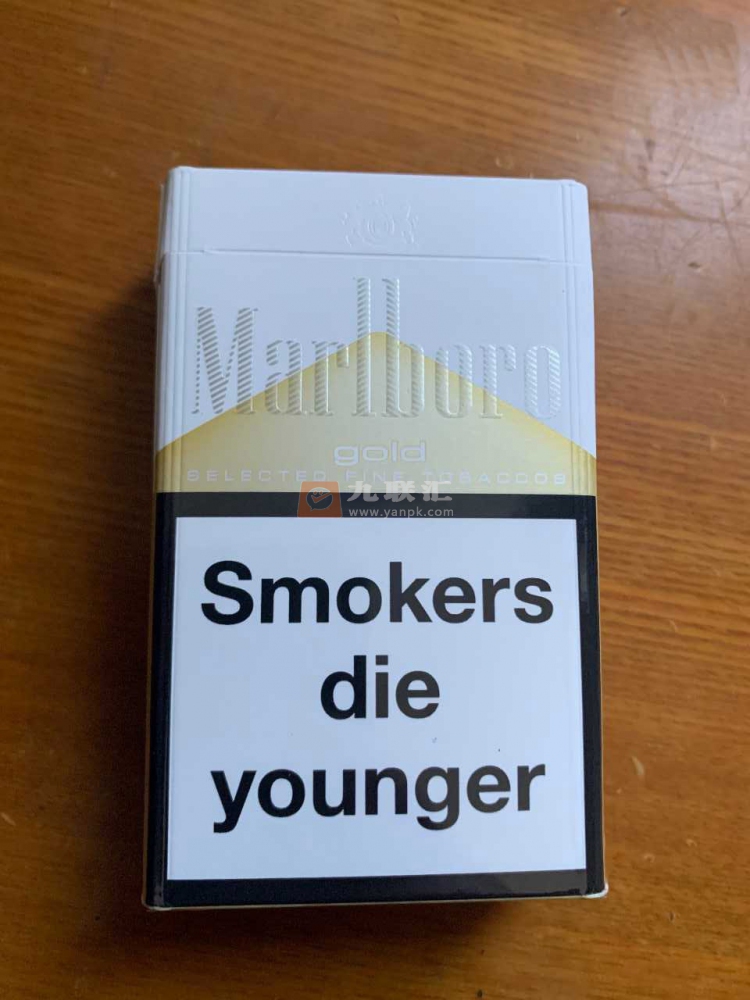 Marlboro
gold
SELECTED FINE TOBACCOS
九联汇
www.yanpk.com
Smokers
die
younger